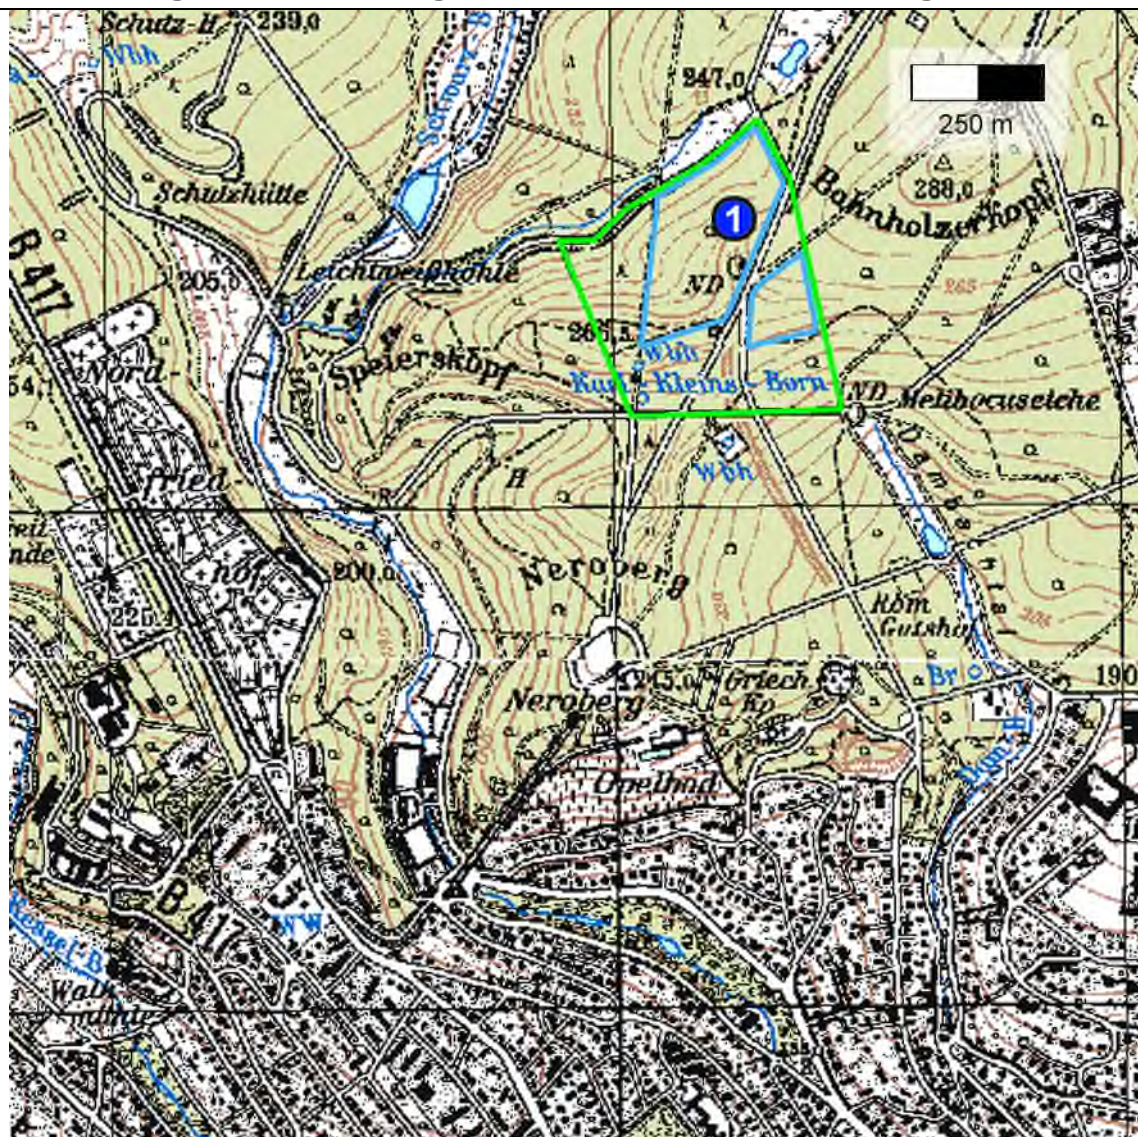 Schutz-H
239,0
Wbh
Schwarz-B
247,0
250 m
Schutzhütte
B 417
1
Bahnholzerkopf
288,0
205,
Leichtweißhöhle
ND
265
Speierskopf
Wbh
Nord-
Kleins-Born
ND Melibocuseiche
Wbh
H
fried-
Neroberg
hof
200,0
Röm
Gutshof
225,4
245,0
Griech
Kp
Br
190
Neroberg
Opelbad
B 417
WW
Kessel-B